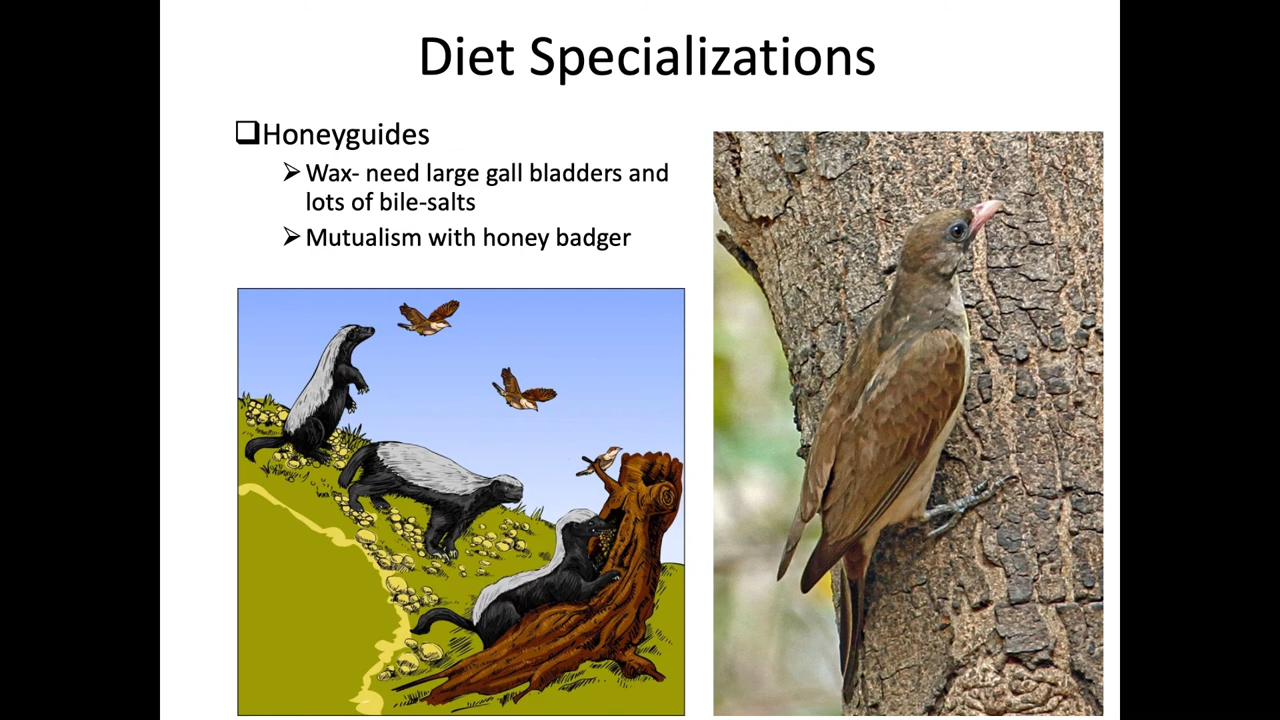 Diet Specializations
❑Honeyguides
➢Wax- need large gall bladders and
lots of bile-salts
➢Mutualism with honey badger